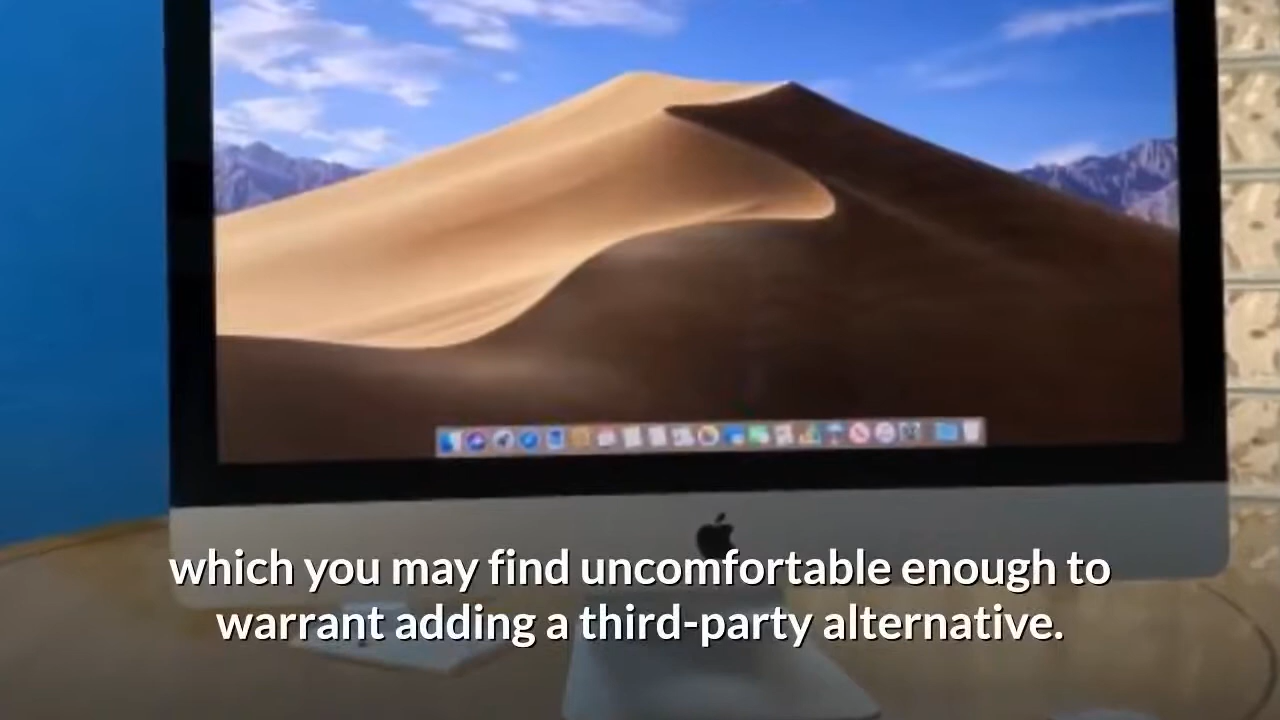 which you may find uncomfortable enough to
warrant adding a third-party alternative.